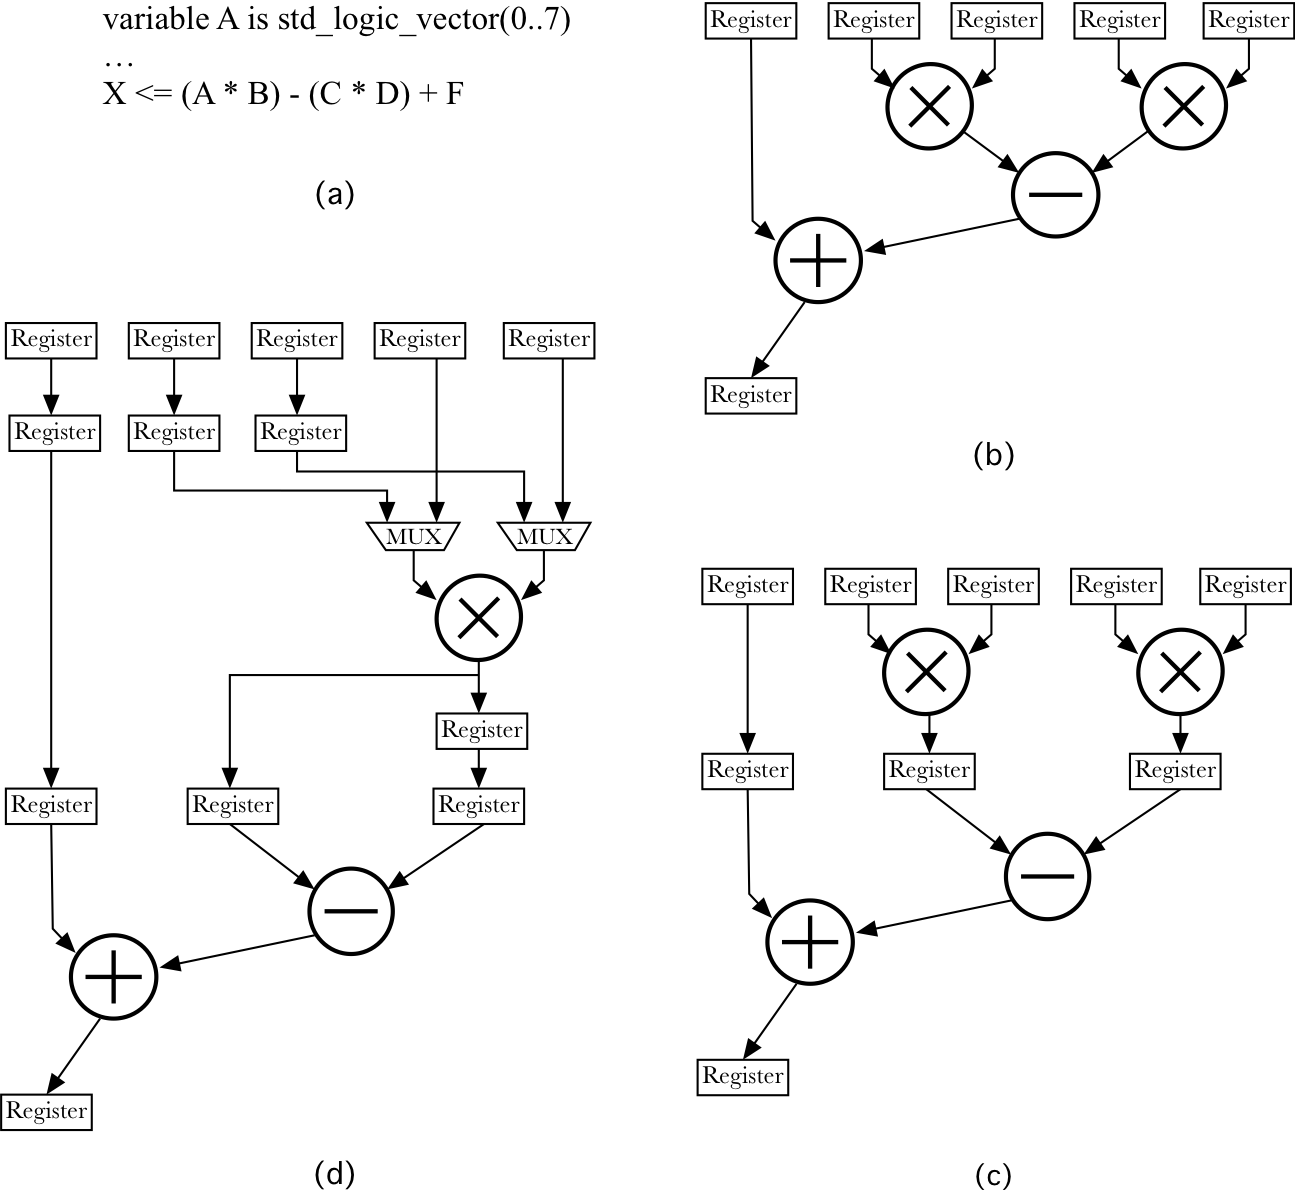 variable A is std_logic_vector(0..7)
…
X <= (A * B) - (C * D) + F
(a)
Register Register Register Register Register
Register
(b)
Register Register Register Register Register
Register Register Register
MUX MUX
Register
Register Register Register
Register
(d)
Register Register Register Register Register
Register Register Register
Register
(c)